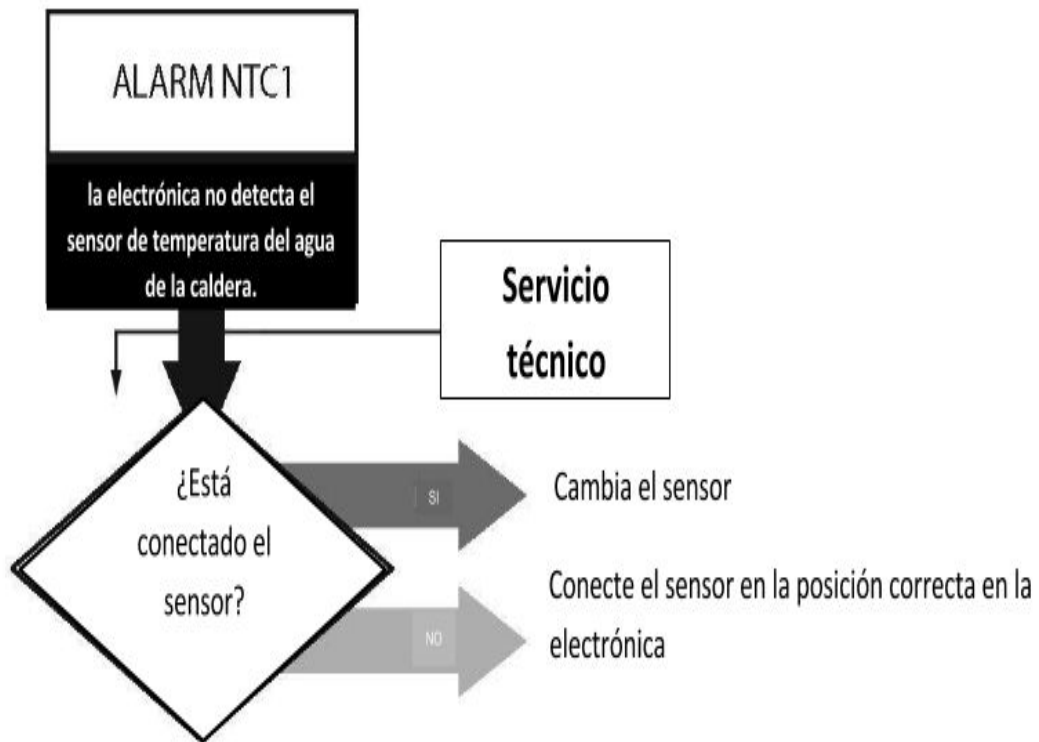 ALARM NTC1
la electrónica no detecta el
sensor de temperatura del agua
de la caldera.
Servicio
técnico
¿Está
conectado el
sensor?
SI
Cambia el sensor
NO
Conecte el sensor en la posición correcta en la
electrónica